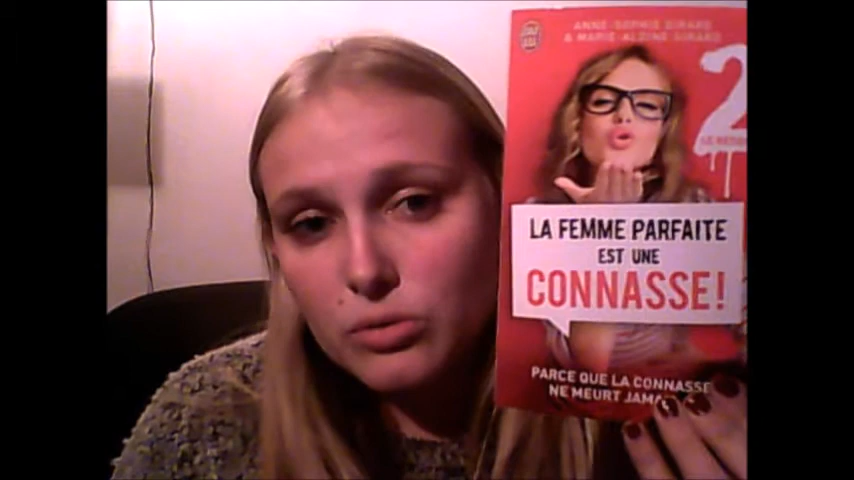 ANNE-SOPHIE GIRARD
& MARIE-ALDINE GIRARD
2
LA FEMME PARFAITE
EST UNE
CONNASSE!
PARCE QUE LA CONNASSE
NE MEURT